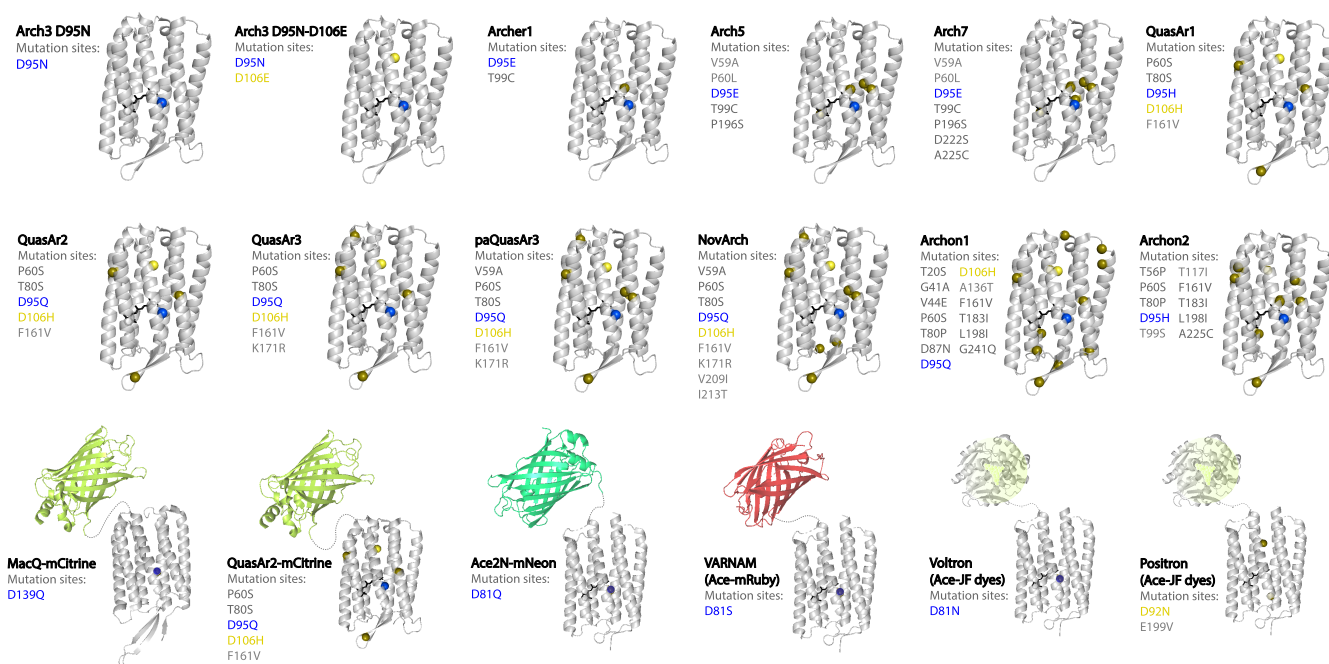 Arch3 D95N
Mutation sites:
D95N
Arch3 D95N-D106E
Mutation sites:
D95N
D106E
Archer1
Mutation sites:
D95E
T99C
Arch5
Mutation sites:
V59A
P60L
D95E
T99C
P196S
Arch7
Mutation sites:
V59A
P60L
D95E
T99C
P196S
D222S
A225C
QuasAr1
Mutation sites:
P60S
T80S
D95H
D106H
F161V
QuasAr2
Mutation sites:
P60S
T80S
D95Q
D106H
F161V
QuasAr3
Mutation sites:
P60S
T80S
D95Q
D106H
F161V
K171R
paQuasAr3
Mutation sites:
V59A
P60S
T80S
D95Q
D106H
F161V
K171R
NovArch
Mutation sites:
V59A
P60S
T80S
D95Q
D106H
F161V
K171R
V209I
I213T
Archon1
Mutation sites:
T20S D106H
G41A A136T
V44E F161V
P60S T183I
T80P L198I
D87N G241Q
D95Q
Archon2
Mutation sites:
T56P T117I
P60S F161V
T80P T183I
D95H L198I
T99S A225C
MacQ-mCitrine
Mutation sites:
D139Q
QuasAr2-mCitrine
Mutation sites:
P60S
T80S
D95Q
D106H
F161V
Ace2N-mNeon
Mutation sites:
D81Q
VARNAM
(Ace-mRuby)
Mutation sites:
D81S
Voltron
(Ace-JF dyes)
Mutation sites:
D81N
Positron
(Ace-JF dyes)
Mutation sites:
D92N
E199V